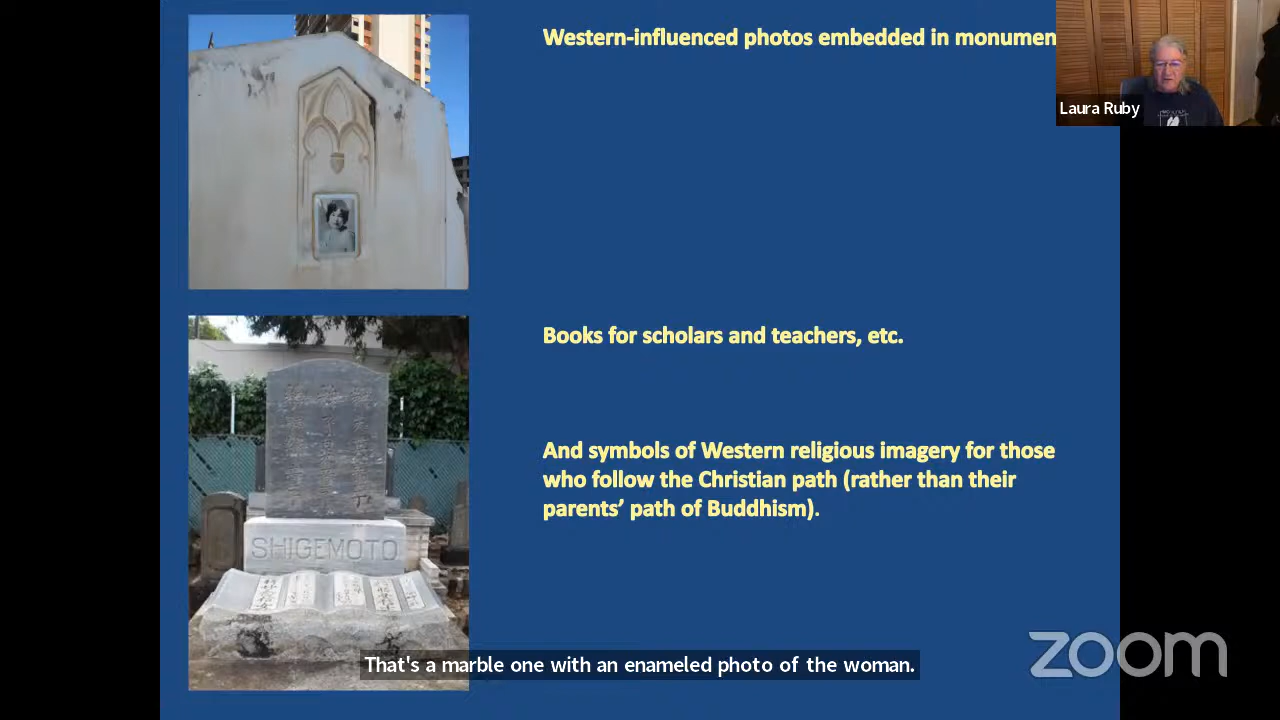 Western-influenced photos embedded in monumen
Laura Ruby
Books for scholars and teachers, etc.
And symbols of Western religious imagery for those
who follow the Christian path (rather than their
parents’ path of Buddhism).
SHIGEMOTO
That's a marble one with an enameled photo of the woman.
zoom